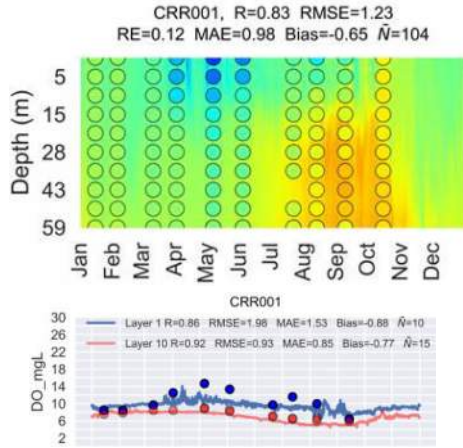 CRR001, R=0.83 RMSE=1.23
RE=0.12 MAE=0.98 Bias=-0.65 N̄=104
Depth (m)
5
15
28
43
59
Jan Feb Mar Apr May Jun Jul Aug Sep Oct Nov Dec
CRR001
DO_mgL
30
26
22
18
14
10
6
2
Layer 1 R=0.86 RMSE=1.98 MAE=1.53 Bias=-0.88 N̄=10
Layer 10 R=0.92 RMSE=0.93 MAE=0.85 Bias=-0.77 N̄=15